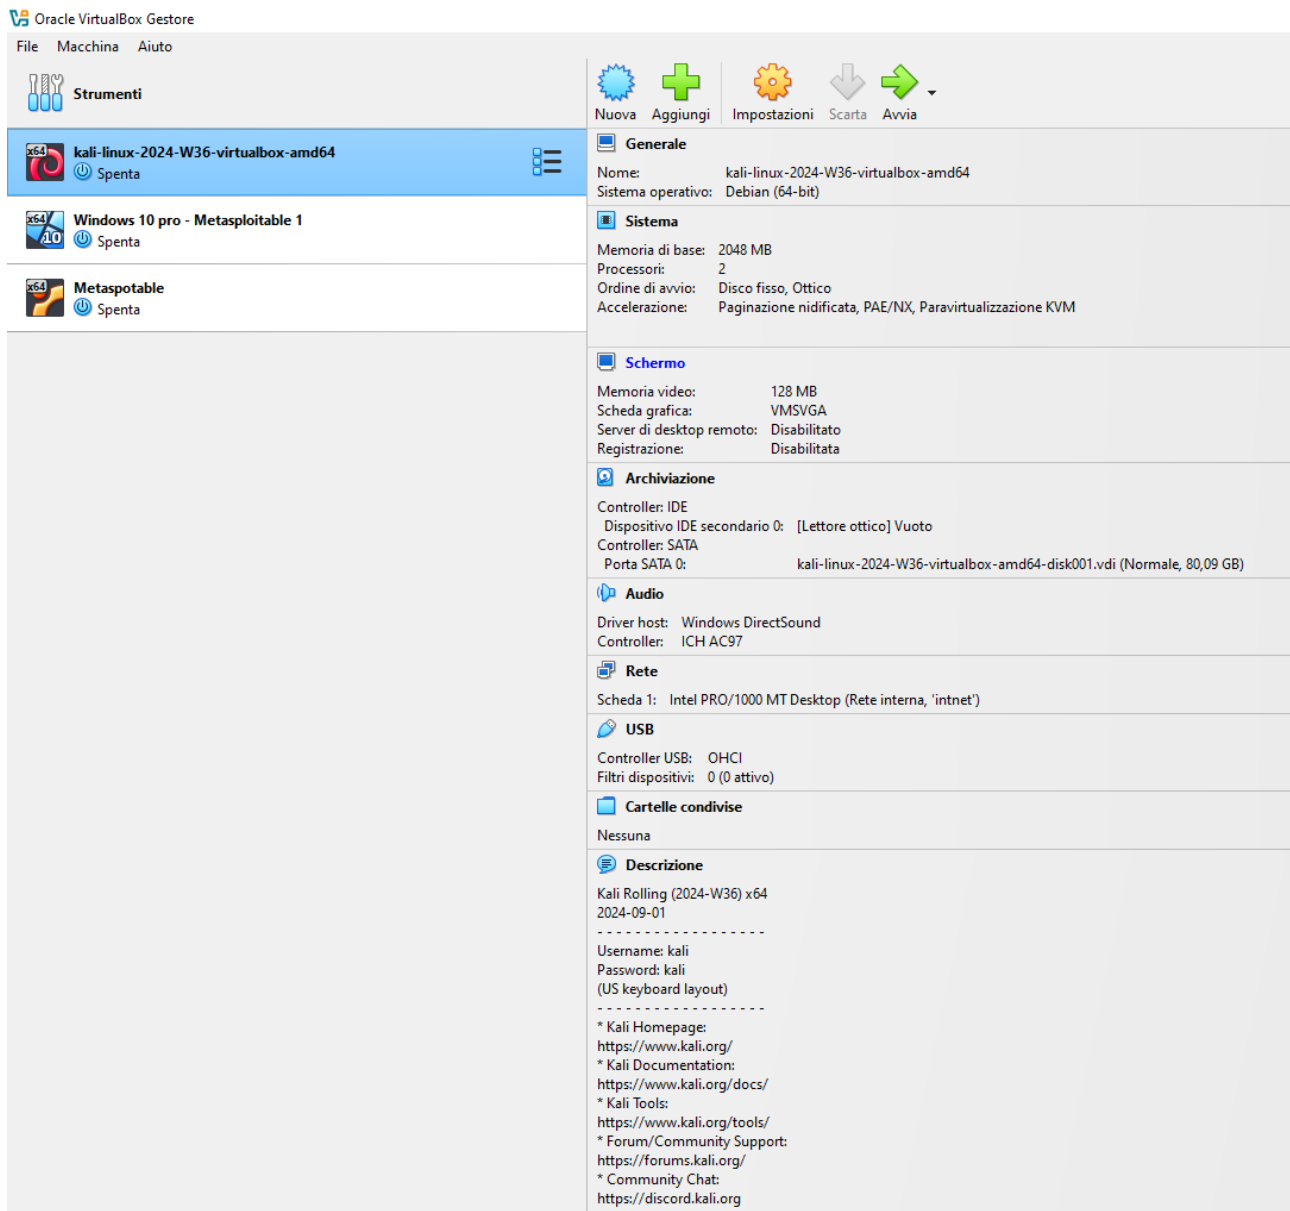 Oracle VirtualBox Gestore
File Macchina Aiuto
Strumenti
x64
kali-linux-2024-W36-virtualbox-amd64
Spenta
x64
10
Windows 10 pro - Metasploitable 1
Spenta
x64
Metaspotable
Spenta
Nuova Aggiungi Impostazioni Scarta Avvia
Generale
Nome: kali-linux-2024-W36-virtualbox-amd64
Sistema operativo: Debian (64-bit)
Sistema
Memoria di base: 2048 MB
Processori: 2
Ordine di avvio: Disco fisso, Ottico
Accelerazione: Paginazione nidificata, PAE/NX, Paravirtualizzazione KVM
Schermo
Memoria video: 128 MB
Scheda grafica: VMSVGA
Server di desktop remoto: Disabilitato
Registrazione: Disabilitata
Archiviazione
Controller: IDE
Dispositivo IDE secondario 0: [Lettore ottico] Vuoto
Controller: SATA
Porta SATA 0: kali-linux-2024-W36-virtualbox-amd64-disk001.vdi (Normale, 80,09 GB)
Audio
Driver host: Windows DirectSound
Controller: ICH AC97
Rete
Scheda 1: Intel PRO/1000 MT Desktop (Rete interna, 'intnet')
USB
Controller USB: OHCI
Filtri dispositivi: 0 (0 attivo)
Cartelle condivise
Nessuna
Descrizione
Kali Rolling (2024-W36) x64
2024-09-01
- - - - - - - - - - - - - - - - - -
Username: kali
Password: kali
(US keyboard layout)
- - - - - - - - - - - - - - - - - -
* Kali Homepage:
https://www.kali.org/
* Kali Documentation:
https://www.kali.org/docs/
* Kali Tools:
https://www.kali.org/tools/
* Forum/Community Support:
https://forums.kali.org/
* Community Chat:
https://discord.kali.org